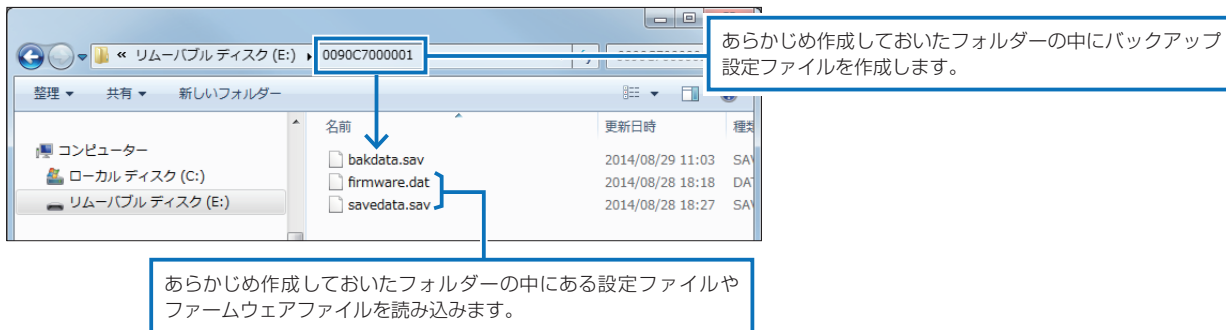 « リムーバブル ディスク (E:) ▸ 0090C7000001
あらかじめ作成しておいたフォルダーの中にバックアップ
設定ファイルを作成します。
整理 ▼ 共有 ▼ 新しいフォルダー
名前 更新日時
コンピューター
ローカル ディスク (C:)
リムーバブル ディスク (E:)
bakdata.sav 2014/08/29 11:03 SAV
firmware.dat 2014/08/28 18:18 DAT
savedata.sav 2014/08/28 18:27 SAV
あらかじめ作成しておいたフォルダーの中にある設定ファイルや
ファームウェアファイルを読み込みます。